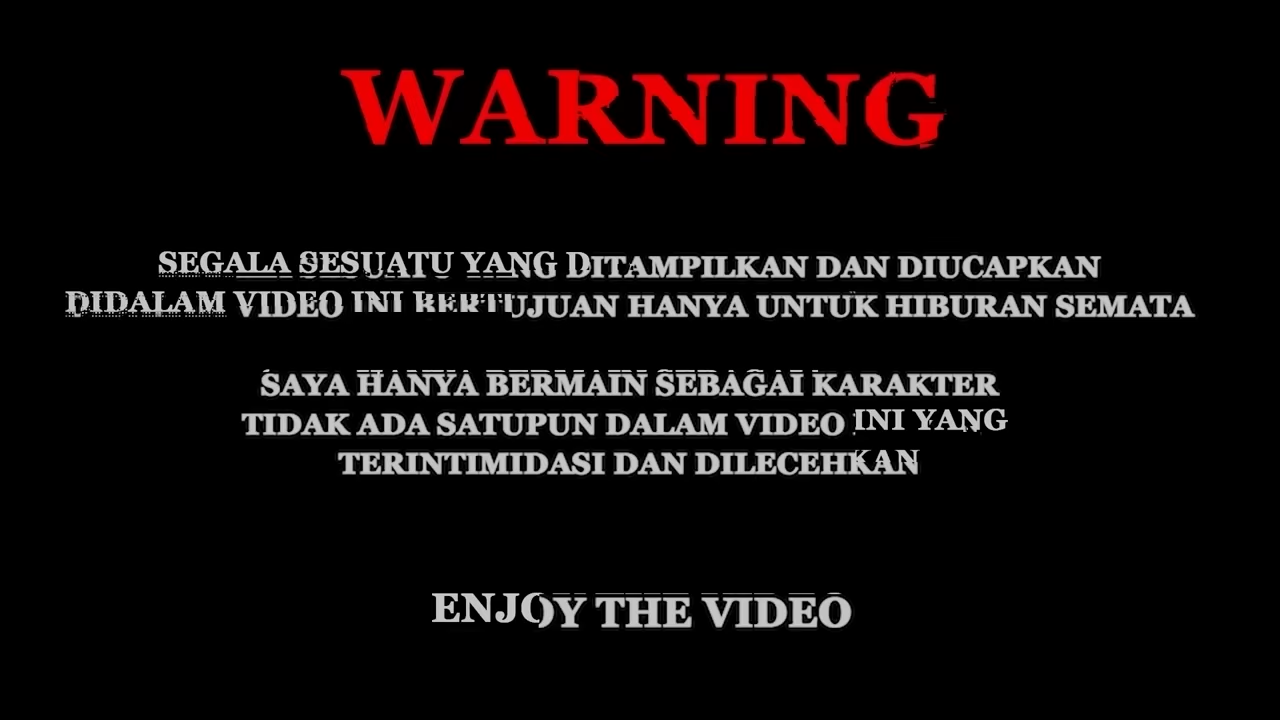 WARNING
SEGALA SESUATU YANG DITAMPILKAN DAN DIUCAPKAN
DIDALAM VIDEO INI BERTUJUAN HANYA UNTUK HIBURAN SEMATA
SAYA HANYA BERMAIN SEBAGAI KARAKTER
TIDAK ADA SATUPUN DALAM VIDEO INI YANG
TERINTIMIDASI DAN DILECEHKAN
ENJOY THE VIDEO